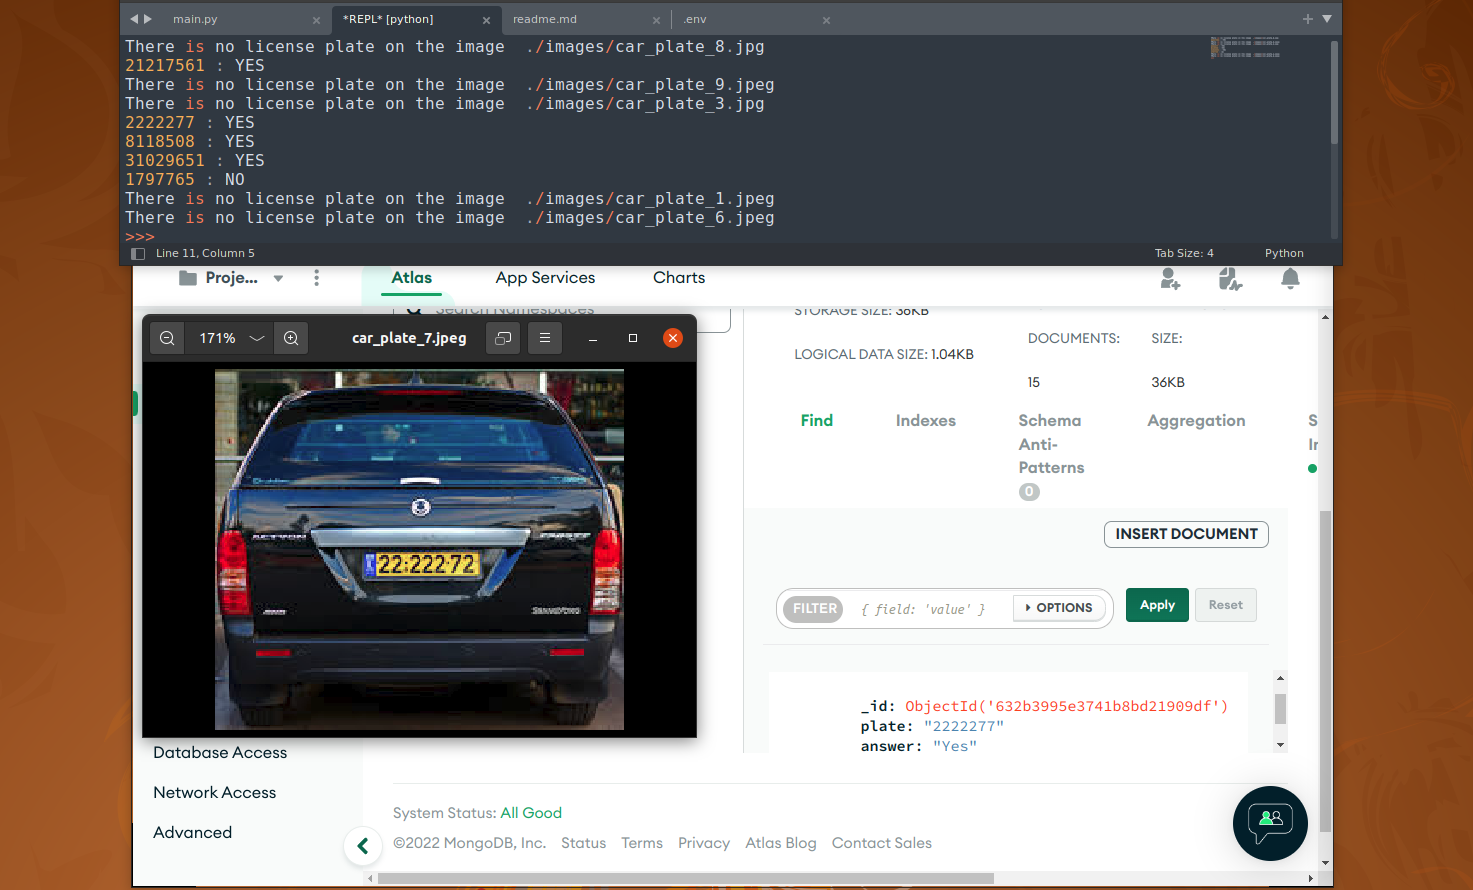 main.py
*REPL* [python]
readme.md
.env
There is no license plate on the image ./images/car_plate_8.jpg
21217561 : YES
There is no license plate on the image ./images/car_plate_9.jpeg
There is no license plate on the image ./images/car_plate_3.jpg
2222277 : YES
8118508 : YES
31029651 : YES
1797765 : NO
There is no license plate on the image ./images/car_plate_1.jpeg
There is no license plate on the image ./images/car_plate_6.jpeg
>>>
Line 11, Column 5
Tab Size: 4
Python
Proje...
Atlas
App Services
Charts
Search Namespaces
STORAGE SIZE: 36KB
LOGICAL DATA SIZE: 1.04KB
DOCUMENTS:
15
SIZE:
36KB
171%
car_plate_7.jpeg
22·222·72
Find
Indexes
Schema
Anti-
Patterns
0
Aggregation
INSERT DOCUMENT
FILTER
{ field: 'value' }
OPTIONS
Apply
Reset
_id: ObjectId('632b3995e3741b8bd21909df')
plate: "2222277"
answer: "Yes"
Database Access
Network Access
Advanced
System Status: All Good
©2022 MongoDB, Inc.
Status
Terms
Privacy
Atlas Blog
Contact Sales